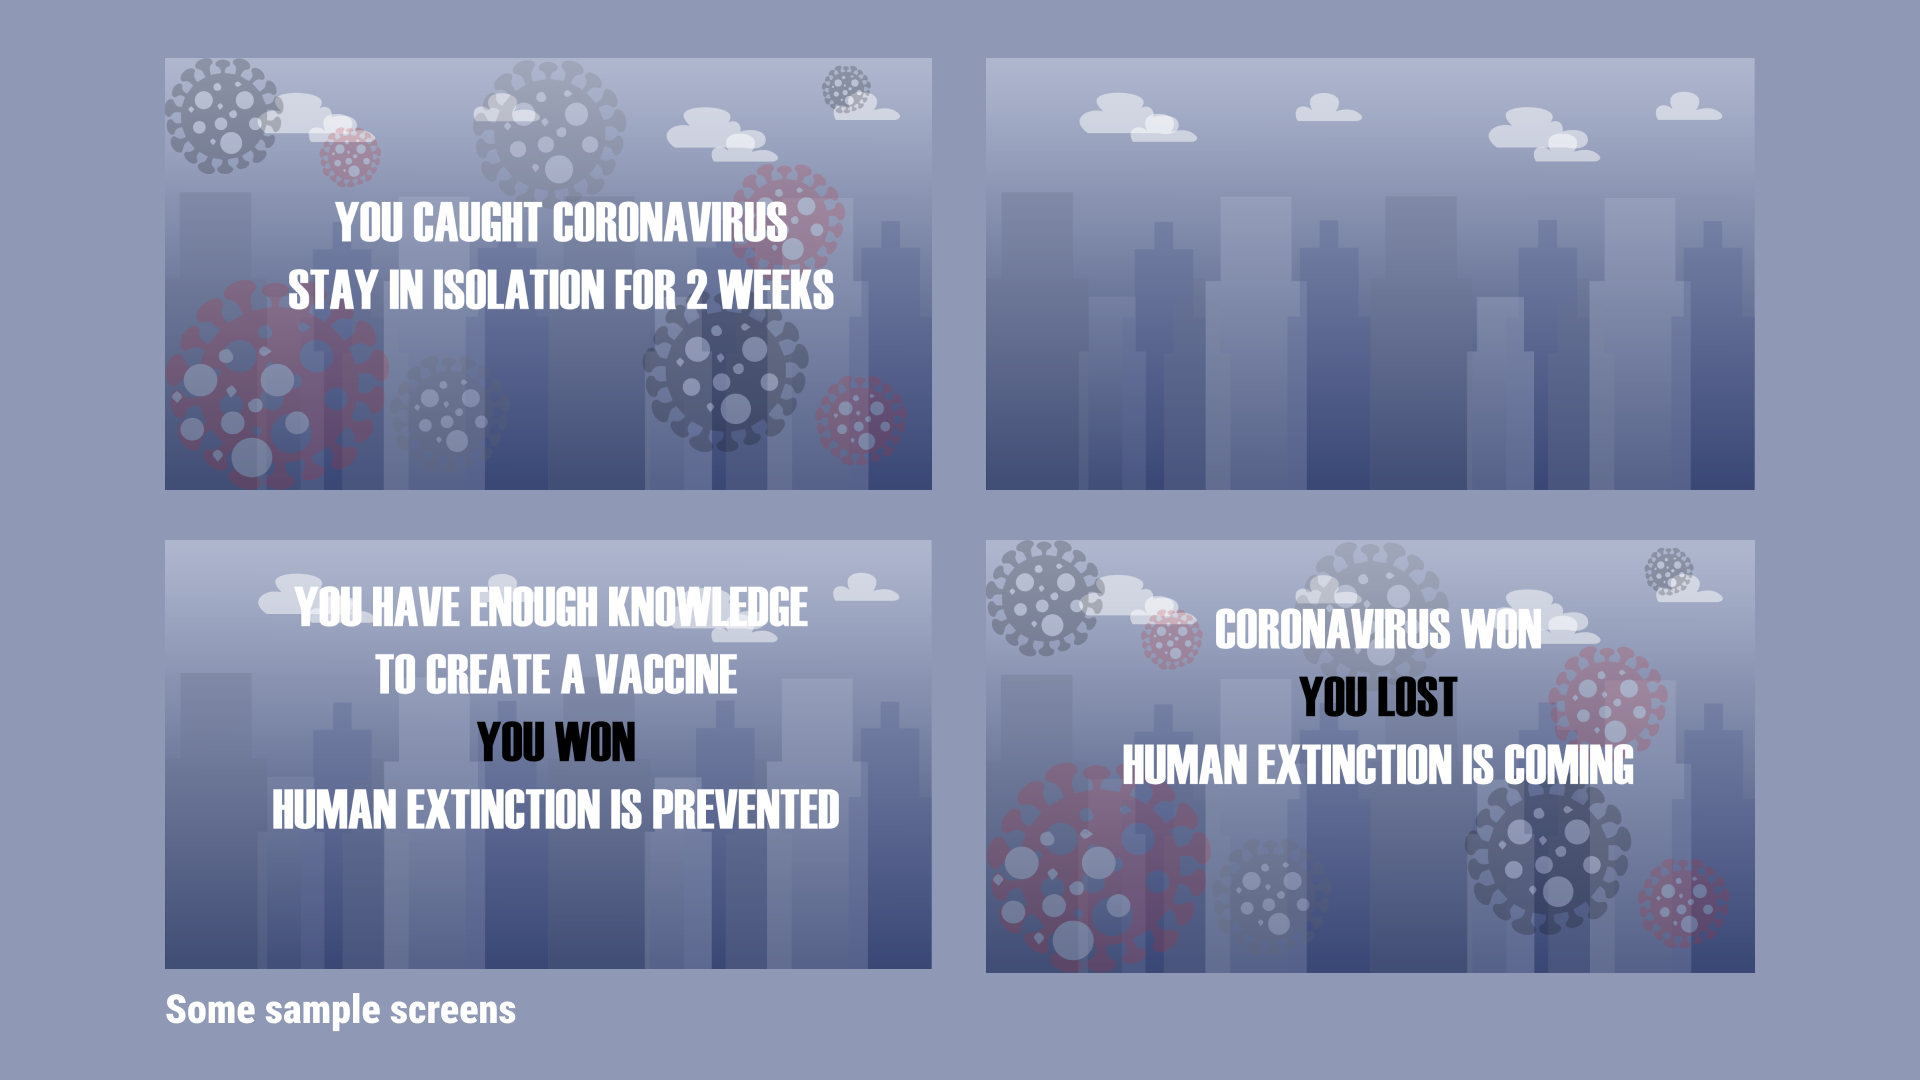 YOU CAUGHT CORONAVIRUS
STAY IN ISOLATION FOR 2 WEEKS
YOU HAVE ENOUGH KNOWLEDGE
TO CREATE A VACCINE
YOU WON
HUMAN EXTINCTION IS PREVENTED
CORONAVIRUS WON
YOU LOST
HUMAN EXTINCTION IS COMING
Some sample screens